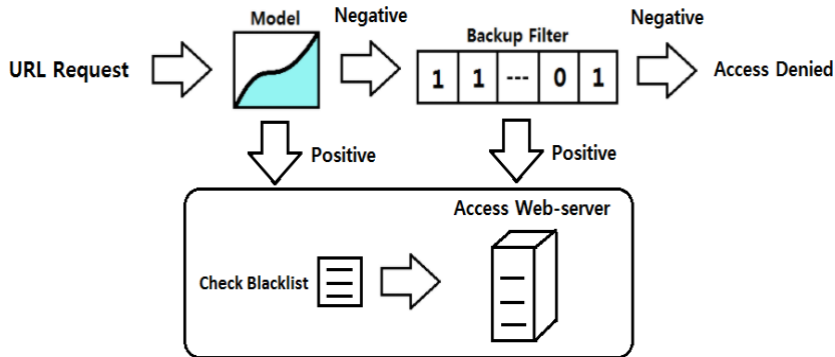 Model
Negative
Negative
Backup Filter
URL Request
1 1 --- 0 1
Access Denied
Positive
Positive
Access Web-server
Check Blacklist